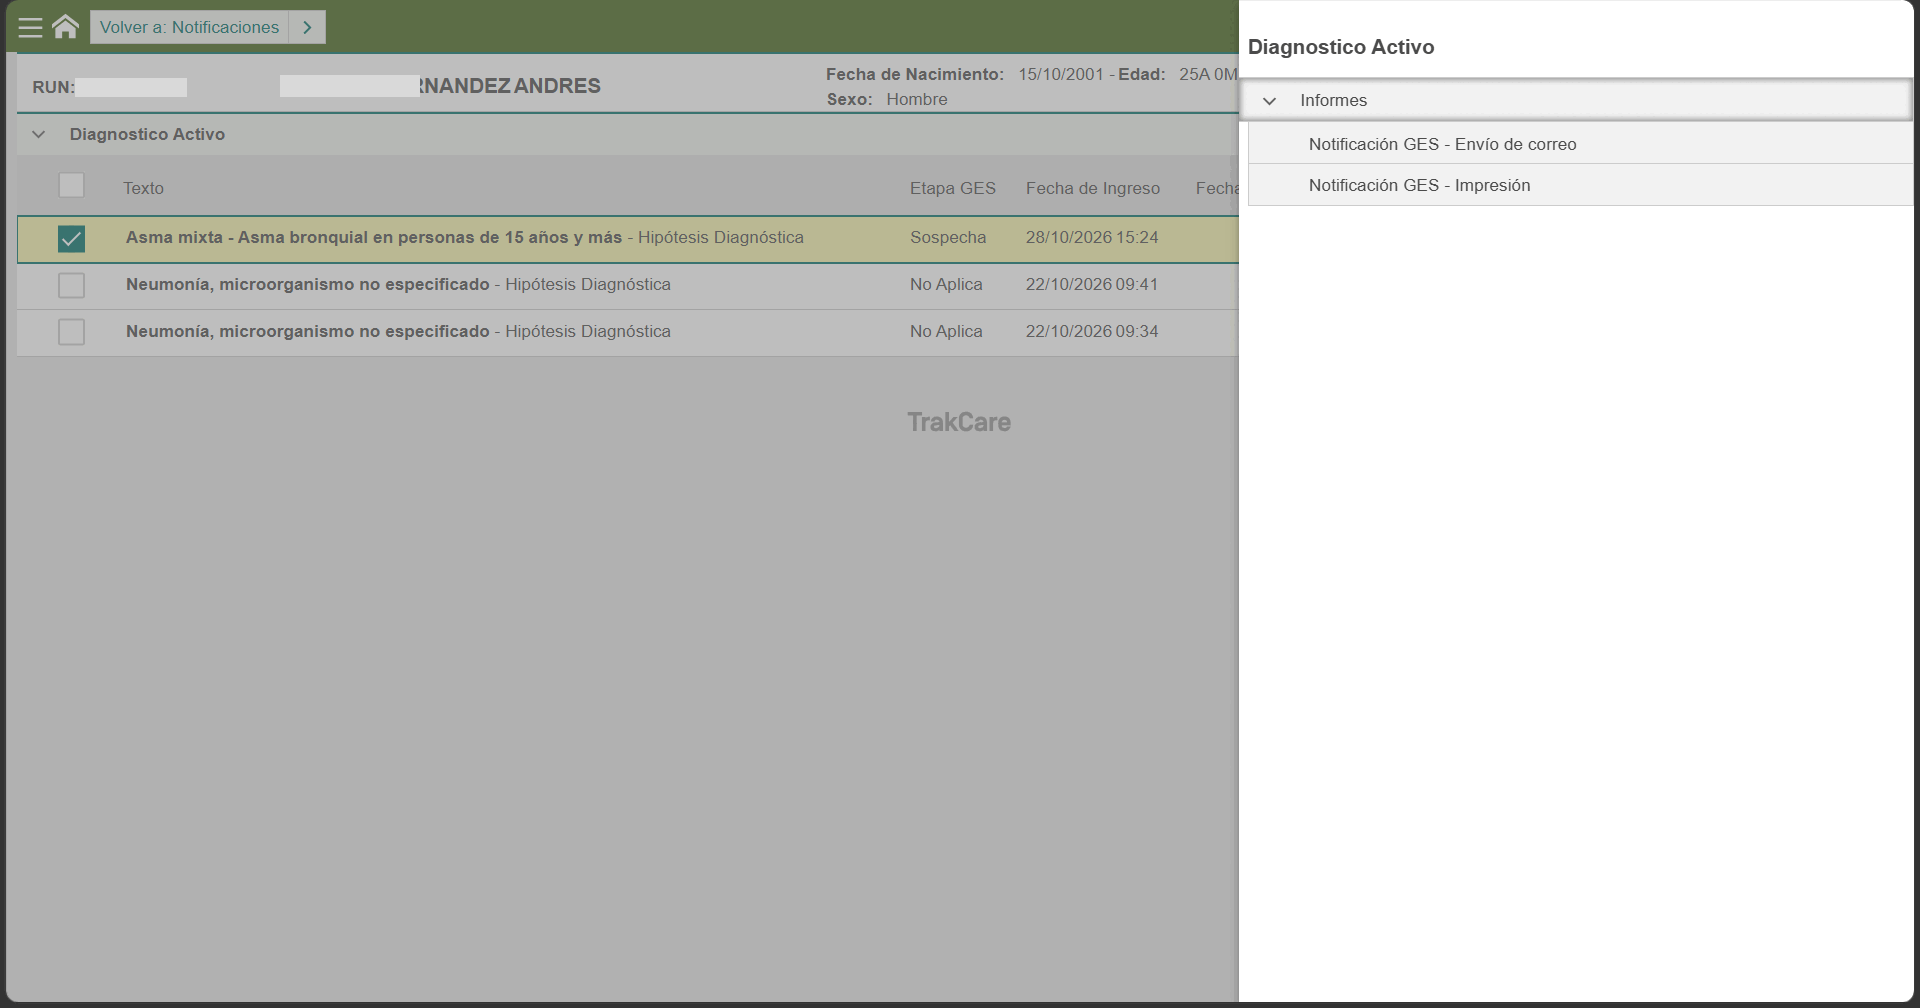 Volver a: Notificaciones
RUN:
ANDRES
Fecha de Nacimiento: 15/10/2001 - Edad: 25A 0M
Sexo: Hombre
Diagnostico Activo
Texto Etapa GES Fecha de Ingreso Fecha
Asma mixta - Asma bronquial en personas de 15 años y más - Hipótesis Diagnóstica Sospecha 28/10/2026 15:24
Neumonía, microorganismo no especificado - Hipótesis Diagnóstica No Aplica 22/10/2026 09:41
Neumonía, microorganismo no especificado - Hipótesis Diagnóstica No Aplica 22/10/2026 09:34
TrakCare
Diagnostico Activo
Informes
Notificación GES - Envío de correo
Notificación GES - Impresión